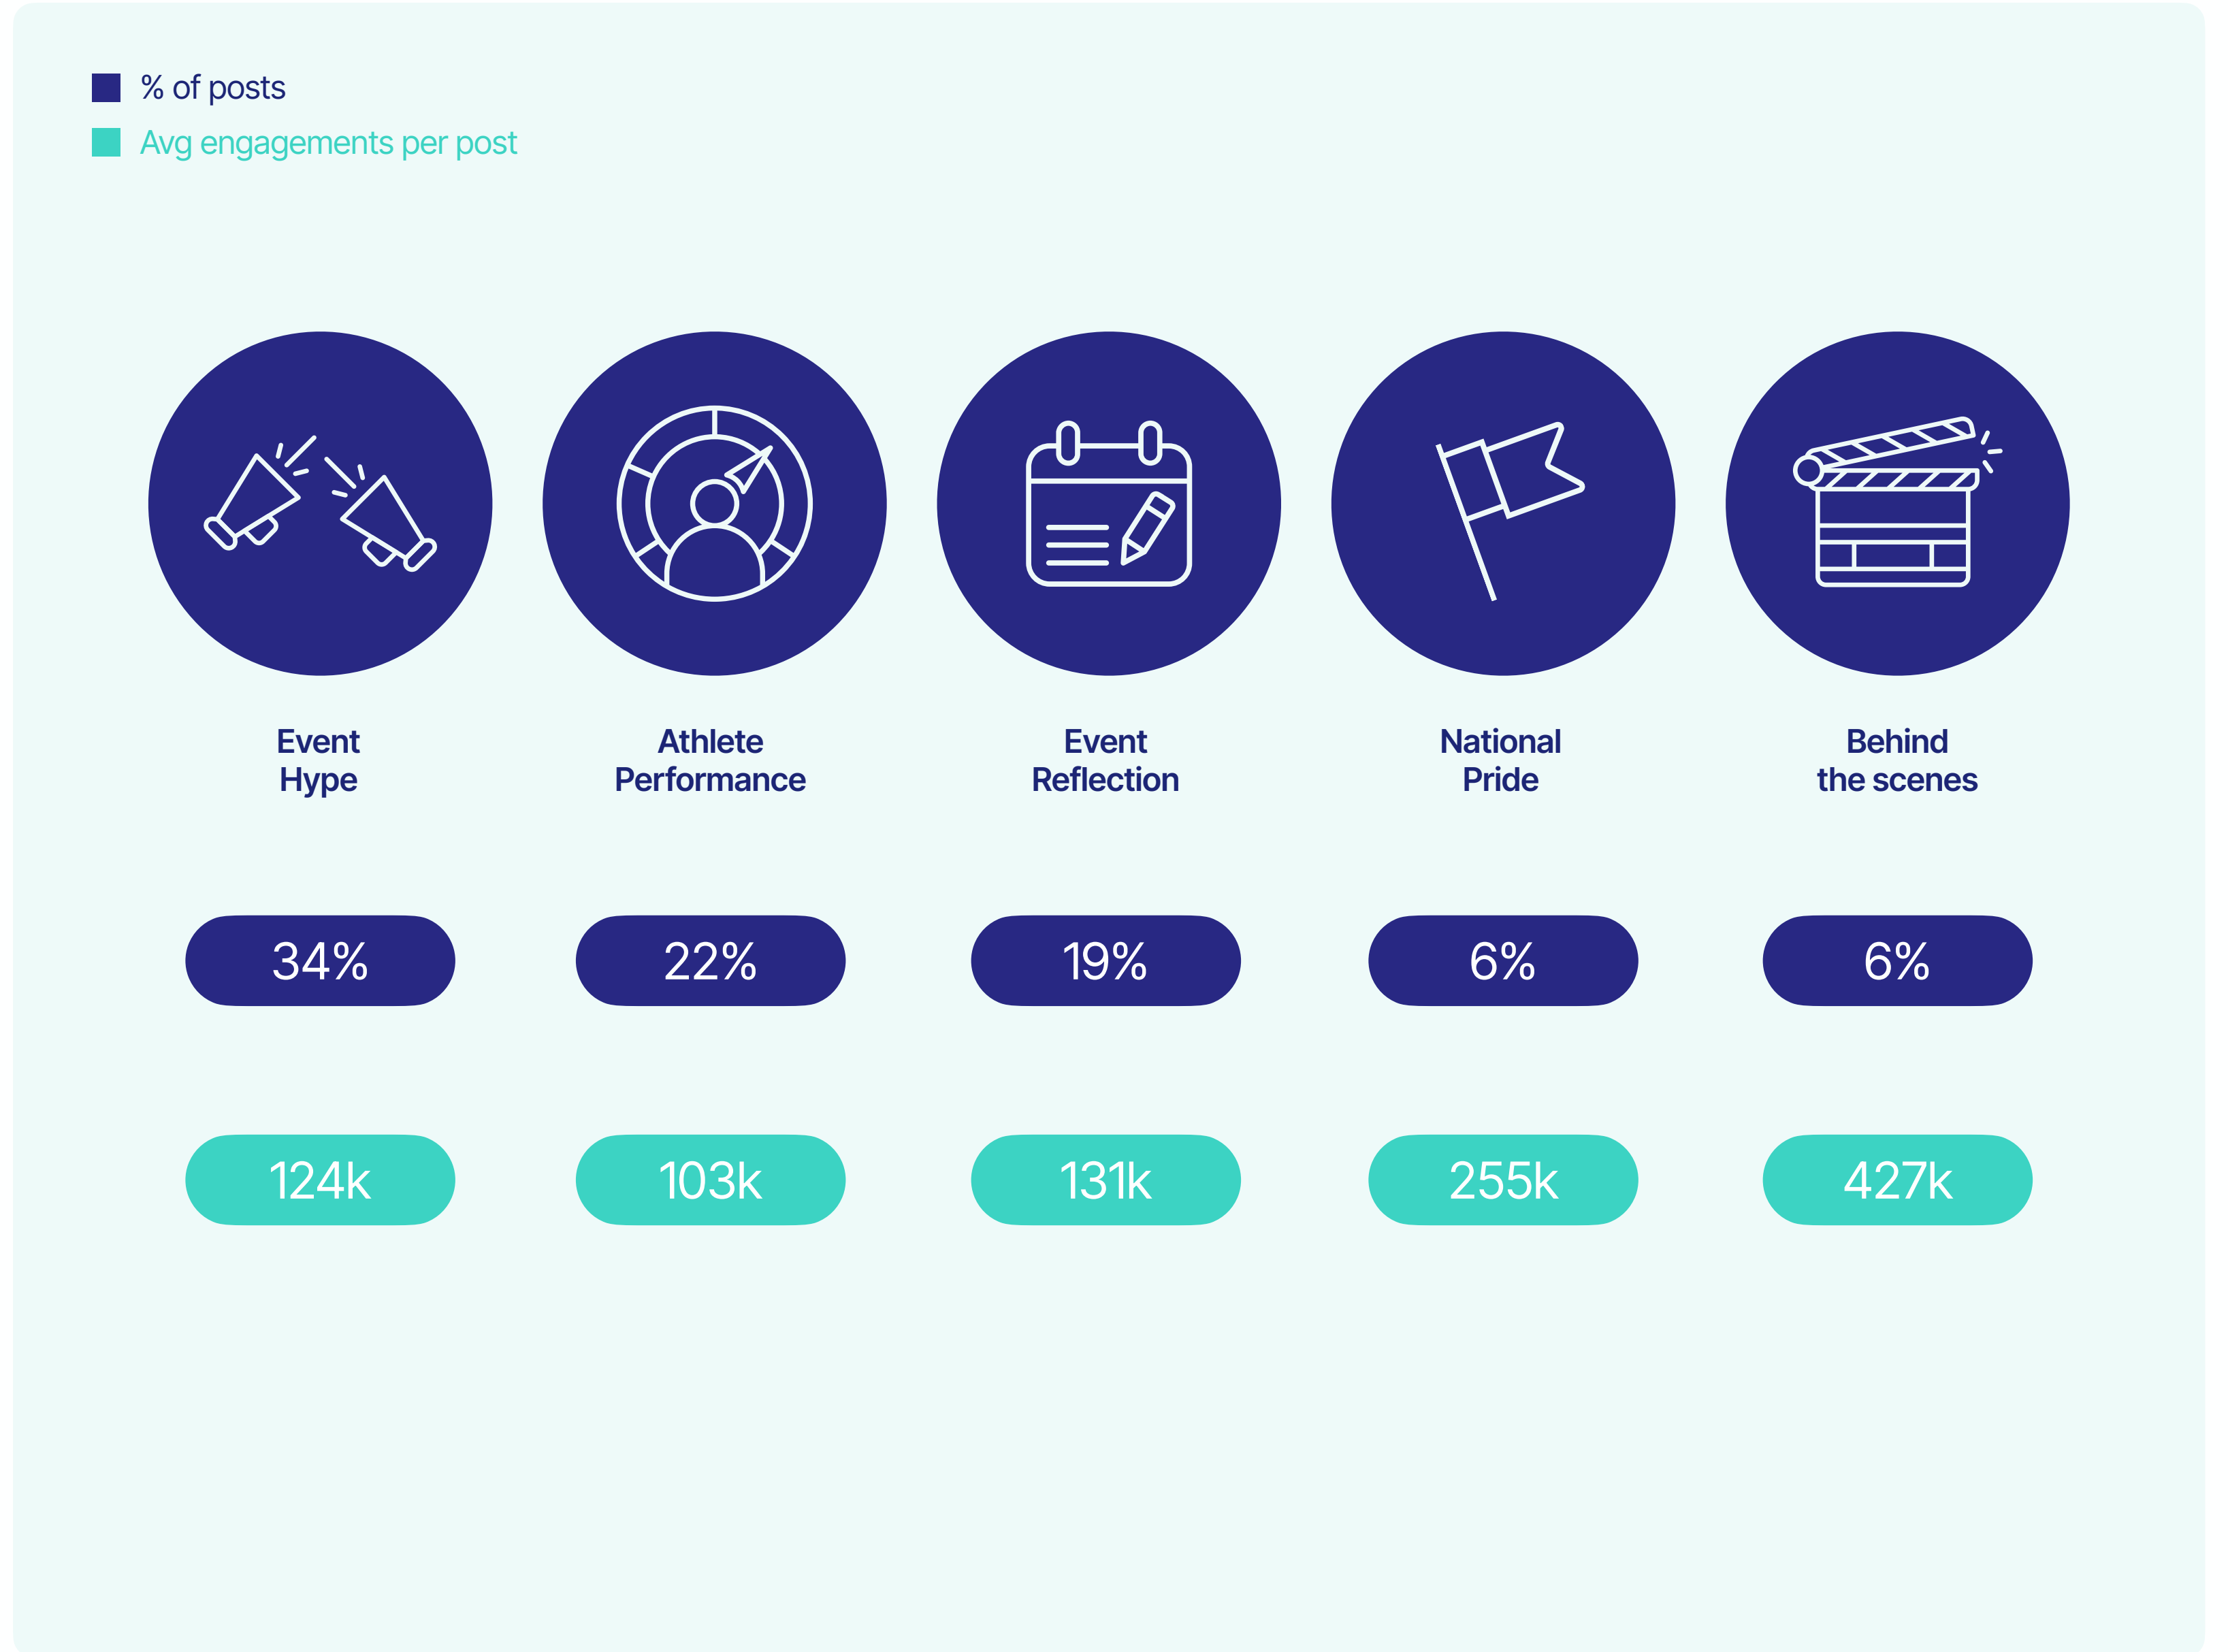 % of posts
Avg engagements per post
Event
Hype
Athlete
Performance
Event
Reflection
National
Pride
Behind
the scenes
34%
22%
19%
6%
6%
124k
103k
131k
255k
427k